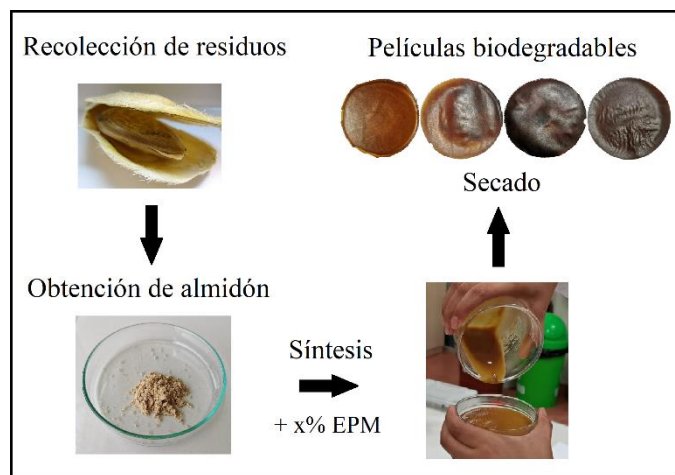 Recolección de residuos
Obtención de almidón
Síntesis
+ x% EPM
Secado
Películas biodegradables